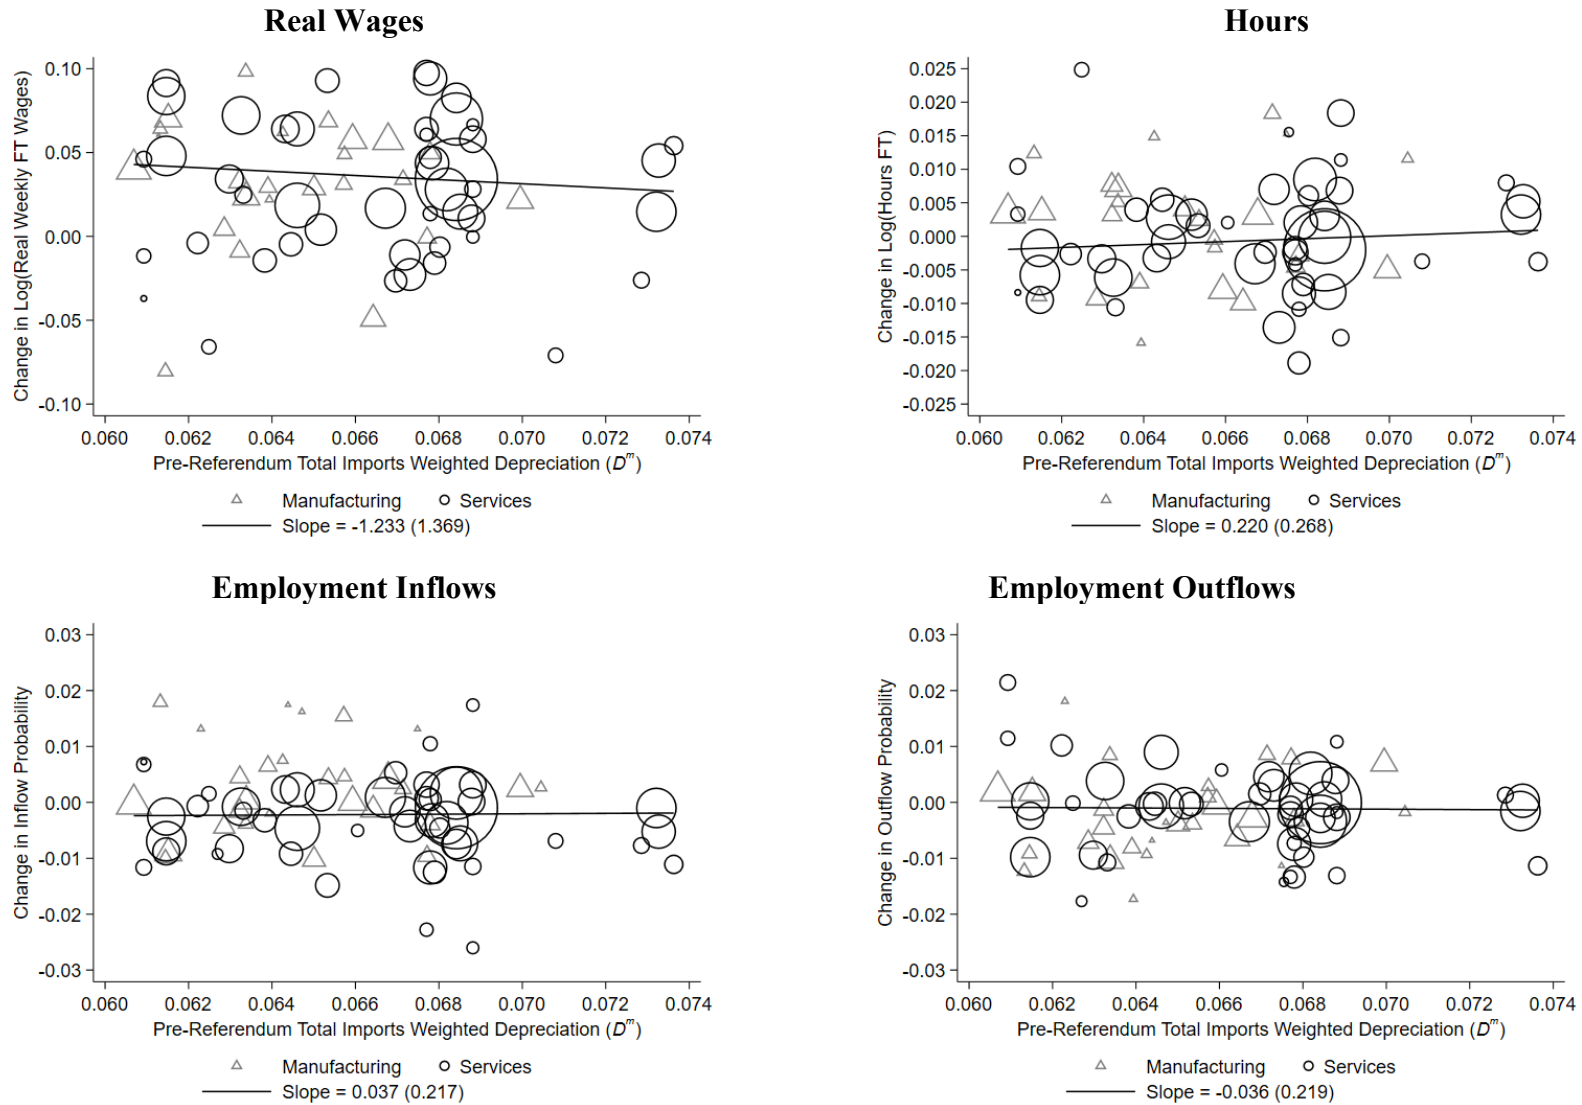 Real Wages
Change in Log(Real Weekly FT Wages)
0.10
0.05
0.00
-0.05
-0.10
0.060 0.062 0.064 0.066 0.068 0.070 0.072 0.074
Pre-Referendum Total Imports Weighted Depreciation (Dᵐ)
Manufacturing Services
Slope = -1.233 (1.369)
Hours
Change in Log(Hours FT)
0.025
0.020
0.015
0.010
0.005
0.000
-0.005
-0.010
-0.015
-0.020
-0.025
0.060 0.062 0.064 0.066 0.068 0.070 0.072 0.074
Pre-Referendum Total Imports Weighted Depreciation (Dᵐ)
Manufacturing Services
Slope = 0.220 (0.268)
Employment Inflows
Change in Inflow Probability
0.03
0.02
0.01
0.00
-0.01
-0.02
-0.03
0.060 0.062 0.064 0.066 0.068 0.070 0.072 0.074
Pre-Referendum Total Imports Weighted Depreciation (Dᵐ)
Manufacturing Services
Slope = 0.037 (0.217)
Employment Outflows
Change in Outflow Probability
0.03
0.02
0.01
0.00
-0.01
-0.02
-0.03
0.060 0.062 0.064 0.066 0.068 0.070 0.072 0.074
Pre-Referendum Total Imports Weighted Depreciation (Dᵐ)
Manufacturing Services
Slope = -0.036 (0.219)